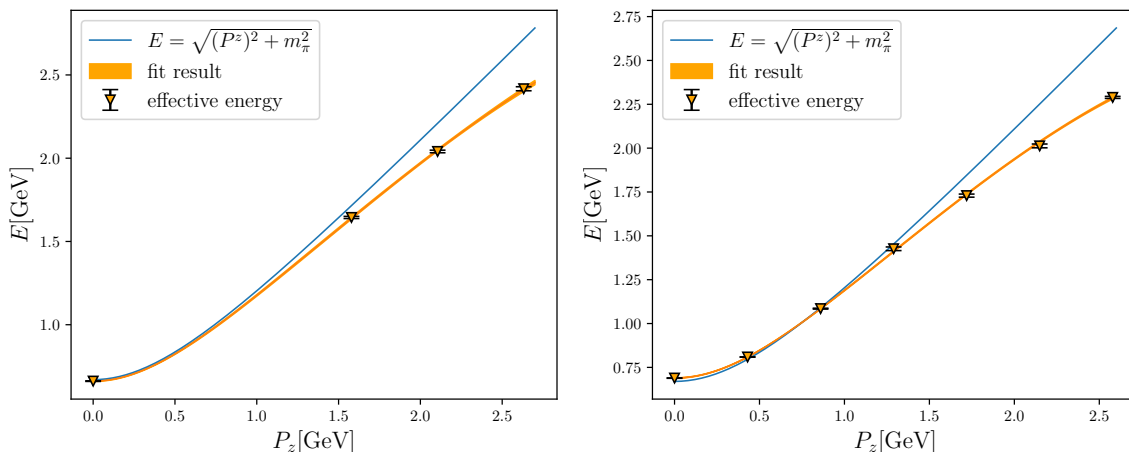 E = √((P^z)^2 + m_π^2)
fit result
effective energy
2.5
2.0
1.5
1.0
E[GeV]
0.0 0.5 1.0 1.5 2.0 2.5
P_z[GeV]
E = √((P^z)^2 + m_π^2)
fit result
effective energy
2.75
2.50
2.25
2.00
1.75
1.50
1.25
1.00
0.75
E[GeV]
0.0 0.5 1.0 1.5 2.0 2.5
P_z[GeV]